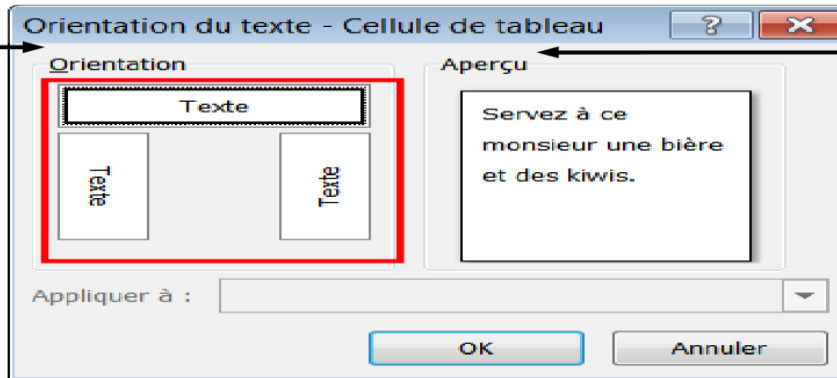 Orientation du texte - Cellule de tableau
?
Orientation
Aperçu
Texte
Texte
Texte
Servez à ce
monsieur une bière
et des kiwis.
Appliquer à :
OK
Annuler